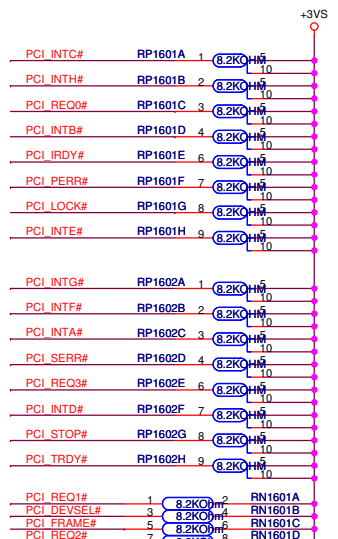 +3VS
PCI_INTC# RP1601A 1 8.2KOHM 5
10
PCI_INTH# RP1601B 2 8.2KOHM 5
10
PCI_REQ0# RP1601C 3 8.2KOHM 5
10
PCI_INTB# RP1601D 4 8.2KOHM 5
10
PCI_IRDY# RP1601E 6 8.2KOHM 5
10
PCI_PERR# RP1601F 7 8.2KOHM 5
10
PCI_LOCK# RP1601G 8 8.2KOHM 5
10
PCI_INTE# RP1601H 9 8.2KOHM 5
10
PCI_INTG# RP1602A 1 8.2KOHM 5
10
PCI_INTF# RP1602B 2 8.2KOHM 5
10
PCI_INTA# RP1602C 3 8.2KOHM 5
10
PCI_SERR# RP1602D 4 8.2KOHM 5
10
PCI_REQ3# RP1602E 6 8.2KOHM 5
10
PCI_INTD# RP1602F 7 8.2KOHM 5
10
PCI_STOP# RP1602G 8 8.2KOHM 5
10
PCI_TRDY# RP1602H 9 8.2KOHM 5
10
PCI_REQ1# 1 8.2KOhm 2 RN1601A
PCI_DEVSEL# 3 8.2KOhm 4 RN1601B
PCI_FRAME# 5 8.2KOhm 6 RN1601C
PCI_REQ2# 7 8 RN1601D